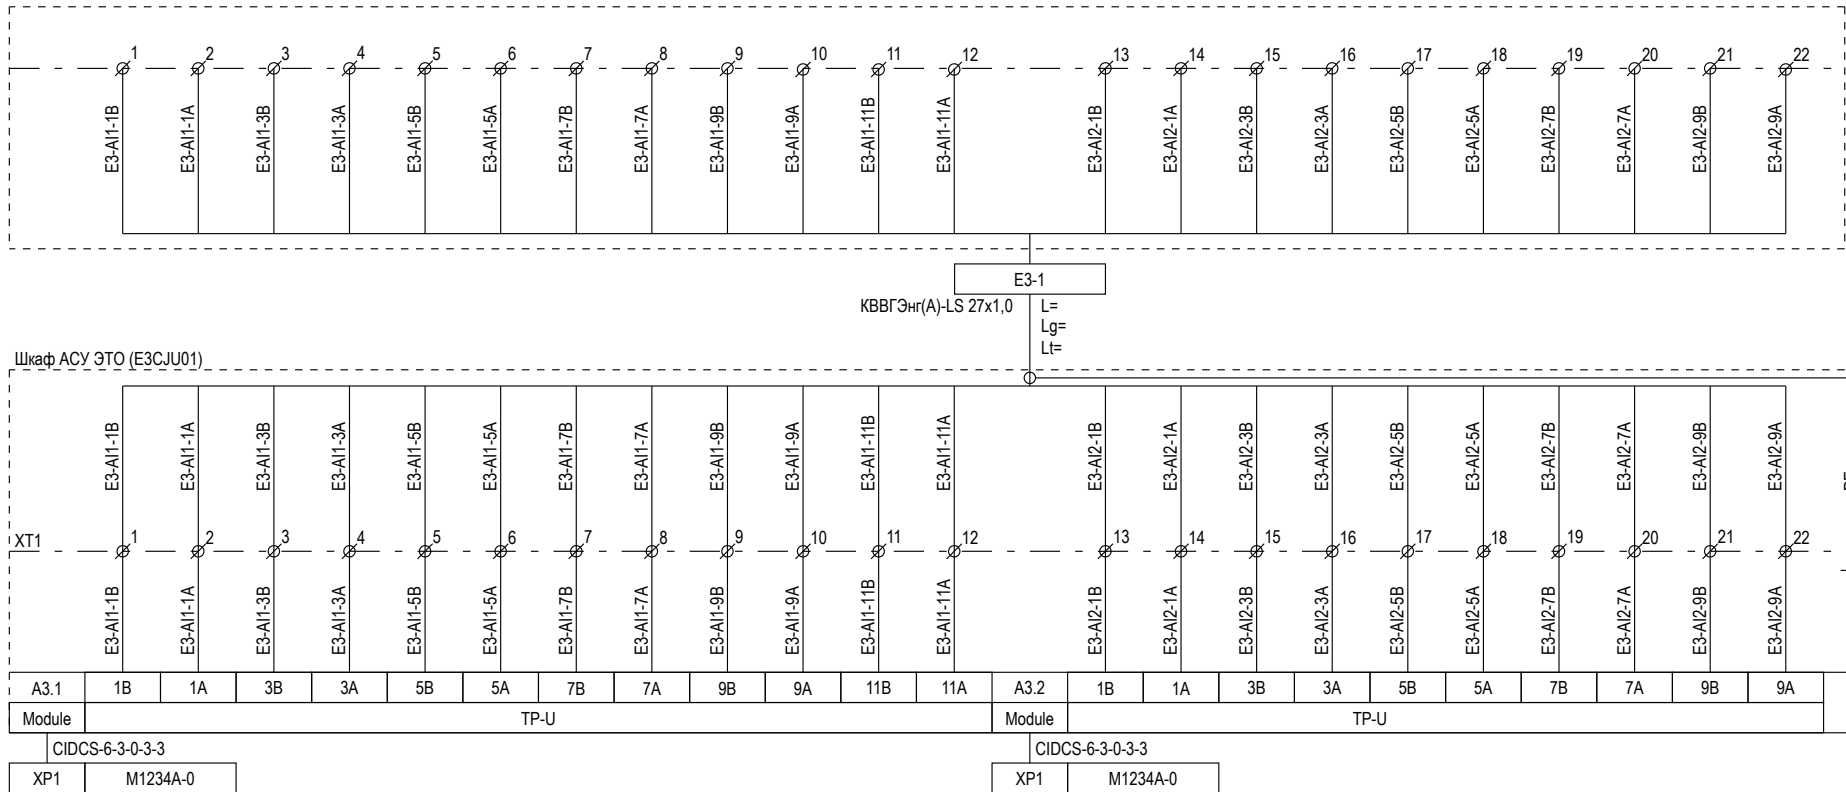 1 2 3 4 5 6 7 8 9 10 11 12 13 14 15 16 17 18 19 20 21 22
E3-AI1-1B E3-AI1-1A E3-AI1-3B E3-AI1-3A E3-AI1-5B E3-AI1-5A E3-AI1-7B E3-AI1-7A E3-AI1-9B E3-AI1-9A E3-AI1-11B E3-AI1-11A E3-AI2-1B E3-AI2-1A E3-AI2-3B E3-AI2-3A E3-AI2-5B E3-AI2-5A E3-AI2-7B E3-AI2-7A E3-AI2-9B E3-AI2-9A
E3-1
КВВГЭнг(А)-LS 27x1,0 L=
Lg=
Lt=
Шкаф АСУ ЭТО (E3CJU01)
E3-AI1-1B E3-AI1-1A E3-AI1-3B E3-AI1-3A E3-AI1-5B E3-AI1-5A E3-AI1-7B E3-AI1-7A E3-AI1-9B E3-AI1-9A E3-AI1-11B E3-AI1-11A E3-AI2-1B E3-AI2-1A E3-AI2-3B E3-AI2-3A E3-AI2-5B E3-AI2-5A E3-AI2-7B E3-AI2-7A E3-AI2-9B E3-AI2-9A
XT1 1 2 3 4 5 6 7 8 9 10 11 12 13 14 15 16 17 18 19 20 21 22
E3-AI1-1B E3-AI1-1A E3-AI1-3B E3-AI1-3A E3-AI1-5B E3-AI1-5A E3-AI1-7B E3-AI1-7A E3-AI1-9B E3-AI1-9A E3-AI1-11B E3-AI1-11A E3-AI2-1B E3-AI2-1A E3-AI2-3B E3-AI2-3A E3-AI2-5B E3-AI2-5A E3-AI2-7B E3-AI2-7A E3-AI2-9B E3-AI2-9A
A3.1 1B 1A 3B 3A 5B 5A 7B 7A 9B 9A 11B 11A A3.2 1B 1A 3B 3A 5B 5A 7B 7A 9B 9A
Module TP-U Module TP-U
CIDCS-6-3-0-3-3 CIDCS-6-3-0-3-3
XP1 M1234A-0 XP1 M1234A-0